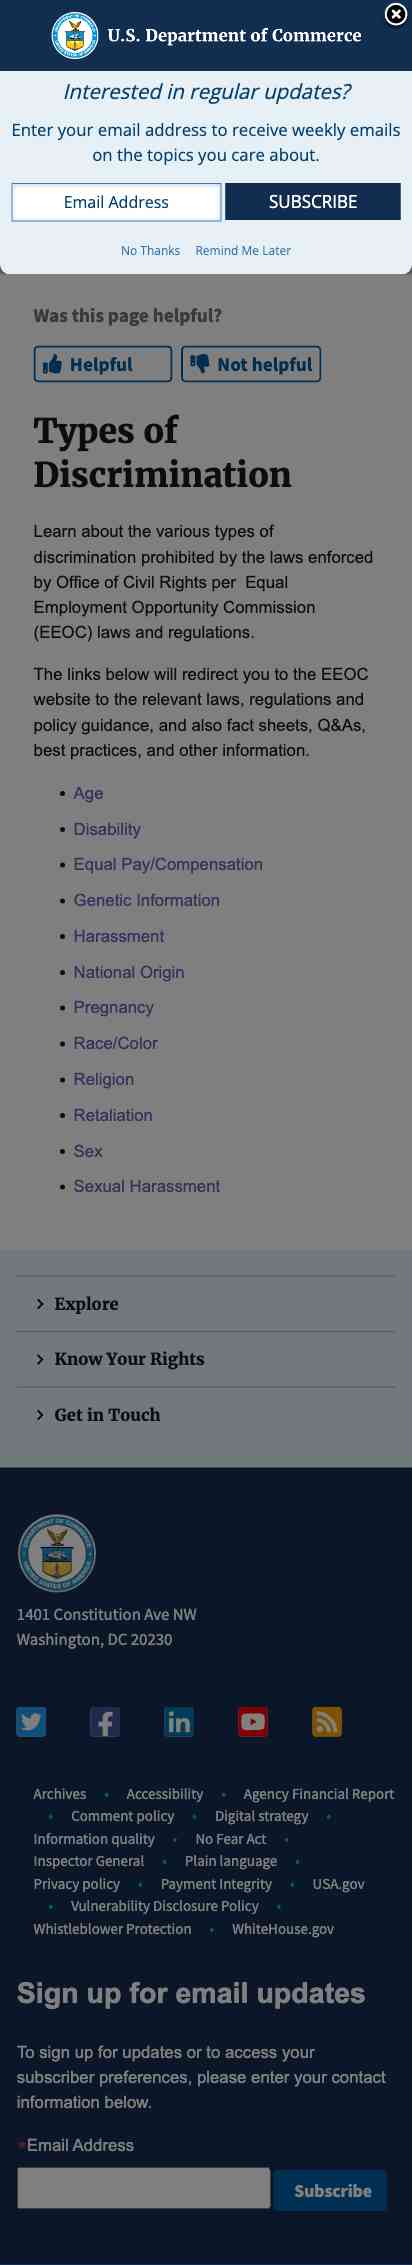 U.S. Department of Commerce
Interested in regular updates?
Enter your email address to receive weekly emails
on the topics you care about.
Email Address
SUBSCRIBE
No Thanks
Remind Me Later
Was this page helpful?
Helpful
Not helpful
Types of
Discrimination
Learn about the various types of
discrimination prohibited by the laws enforced
by Office of Civil Rights per Equal
Employment Opportunity Commission
(EEOC) laws and regulations.
The links below will redirect you to the EEOC
website to the relevant laws, regulations and
policy guidance, and also fact sheets, Q&As,
best practices, and other information.
• Age
• Disability
• Equal Pay/Compensation
• Genetic Information
• Harassment
• National Origin
• Pregnancy
• Race/Color
• Religion
• Retaliation
• Sex
• Sexual Harassment
Explore
Know Your Rights
Get in Touch
1401 Constitution Ave NW
Washington, DC 20230
Archives • Accessibility • Agency Financial Report
• Comment policy • Digital strategy •
Information quality • No Fear Act •
Inspector General • Plain language •
Privacy policy • Payment Integrity • USA.gov
• Vulnerability Disclosure Policy •
Whistleblower Protection • WhiteHouse.gov
Sign up for email updates
To sign up for updates or to access your
subscriber preferences, please enter your contact
information below.
*Email Address
Subscribe